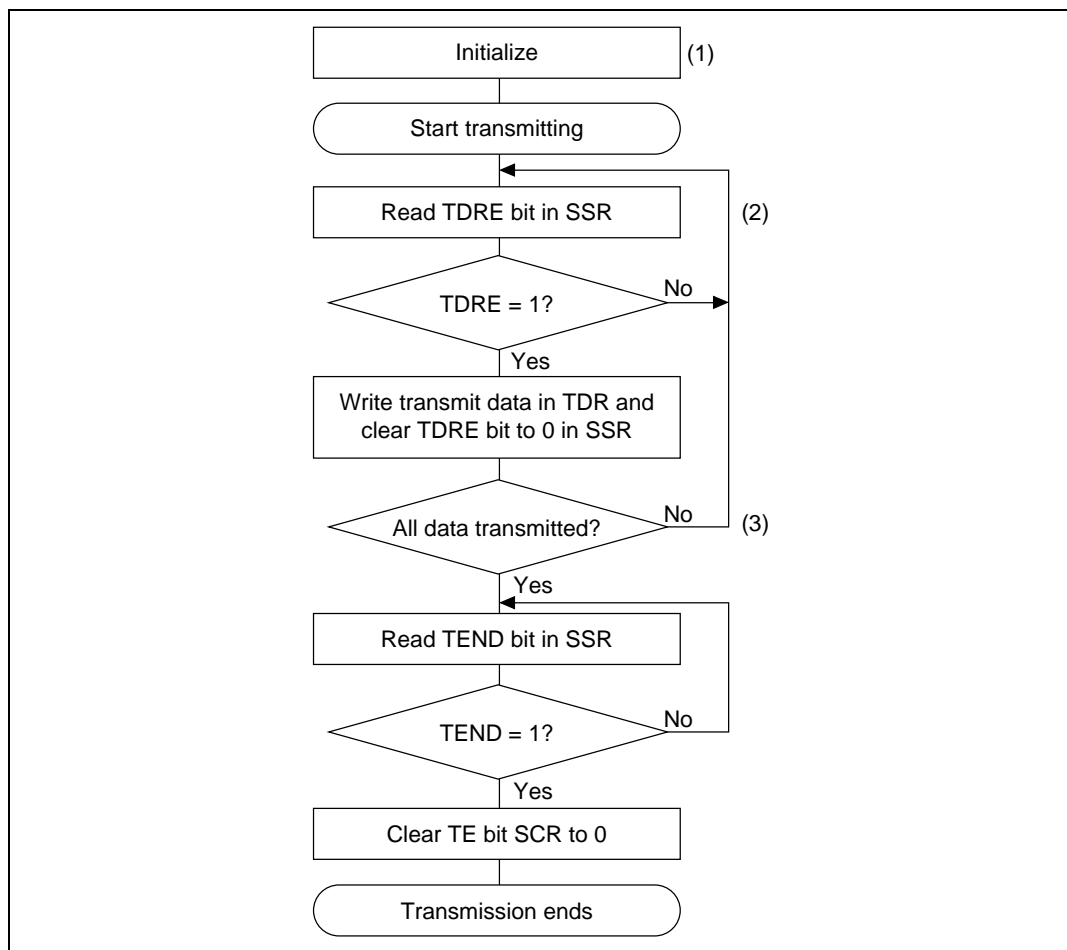 Initialize
(1)
Start transmitting
Read TDRE bit in SSR
(2)
TDRE = 1?
No
Yes
Write transmit data in TDR and
clear TDRE bit to 0 in SSR
All data transmitted?
No
(3)
Yes
Read TEND bit in SSR
TEND = 1?
No
Yes
Clear TE bit SCR to 0
Transmission ends